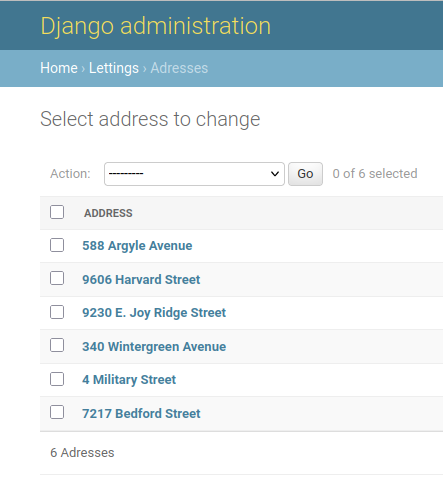 Django administration
Home › Lettings › Adresses
Select address to change
Action: --------- Go 0 of 6 selected
ADDRESS
588 Argyle Avenue
9606 Harvard Street
9230 E. Joy Ridge Street
340 Wintergreen Avenue
4 Military Street
7217 Bedford Street
6 Adresses